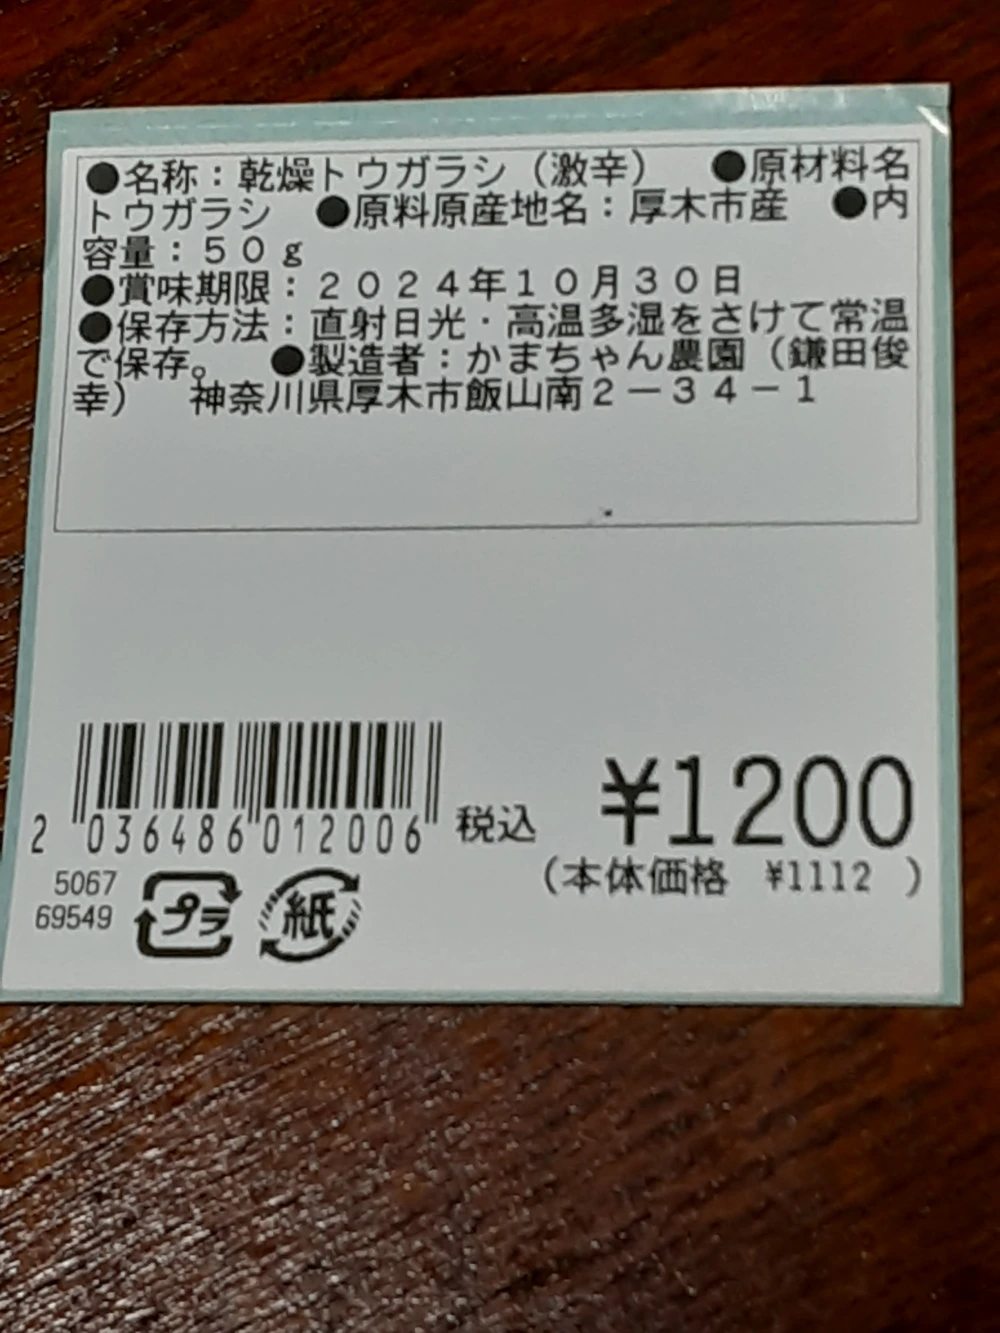 ●名称：乾燥トウガラシ（激辛）　●原材料名
トウガラシ　●原料原産地名：厚木市産　●内
容量：５０ｇ
●賞味期限：２０２４年１０月３０日
●保存方法：直射日光・高温多湿をさけて常温
で保存。　●製造者：かまちゃん農園（鎌田俊
幸）　神奈川県厚木市飯山南２－３４－１
2 036486 012006
税込 ¥1200
（本体価格 ¥1112 ）
5067
69549
プラ
紙